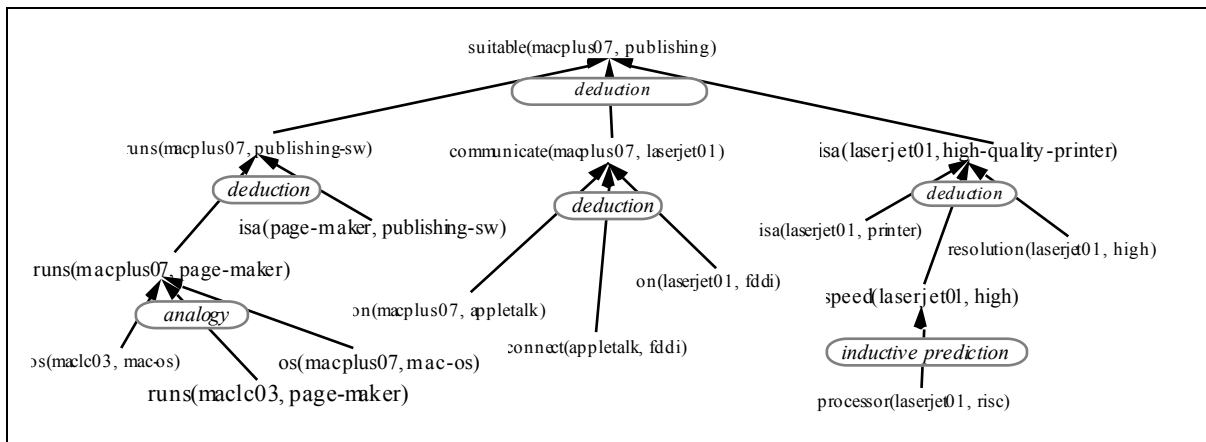 suitable(macplus07, publishing)
deduction
runs(macplus07, publishing-sw)
communicate(macplus07, laserjet01)
isa(laserjet01, high-quality-printer)
deduction
deduction
deduction
isa(page-maker, publishing-sw)
isa(laserjet01, printer)
resolution(laserjet01, high)
runs(macplus07, page-maker)
on(laserjet01, fddi)
speed(laserjet01, high)
on(macplus07, appletalk)
analogy
connect(appletalk, fddi)
inductive prediction
os(maclc03, mac-os)
os(macplus07, mac-os)
runs(maclc03, page-maker)
processor(laserjet01, risc)